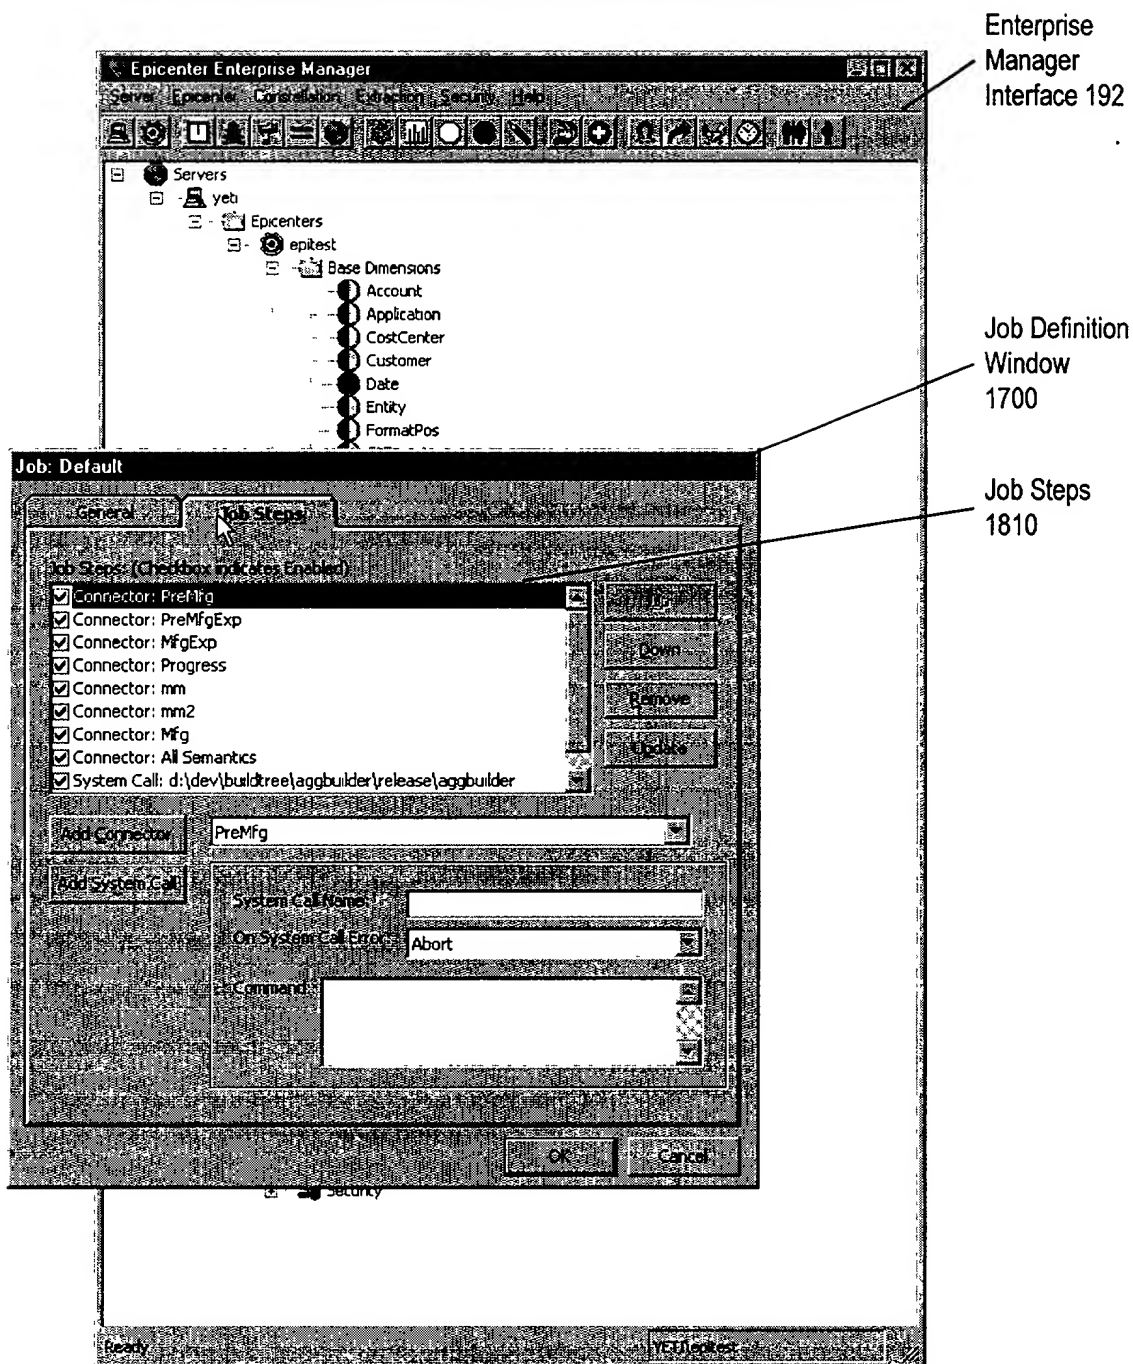 Enterprise
Manager
Interface 192
Epicenter Enterprise Manager
Server Epicenter Constellation Extraction Security Help
Servers
yeti
Epicenters
epitest
Base Dimensions
Account
Application
CostCenter
Customer
Date
Entity
FormatPos
Job Definition
Window
1700
Job: Default
General
Job Steps
Job Steps
1810
Job Steps: (Checkbox indicates Enabled)
Connector: PreMfg
Connector: PreMfgExp
Connector: MfgExp
Connector: Progress
Connector: mm
Connector: mm2
Connector: Mfg
Connector: All Semantics
System Call: d:\dev\buildtree\aggbuilder\release\aggbuilder
Down
Remove
Update
Add Connector
PreMfg
Add System Call
System Call Name:
On System Call Error:
Abort
Command:
OK
Cancel
Security
Ready
YETI\epitest